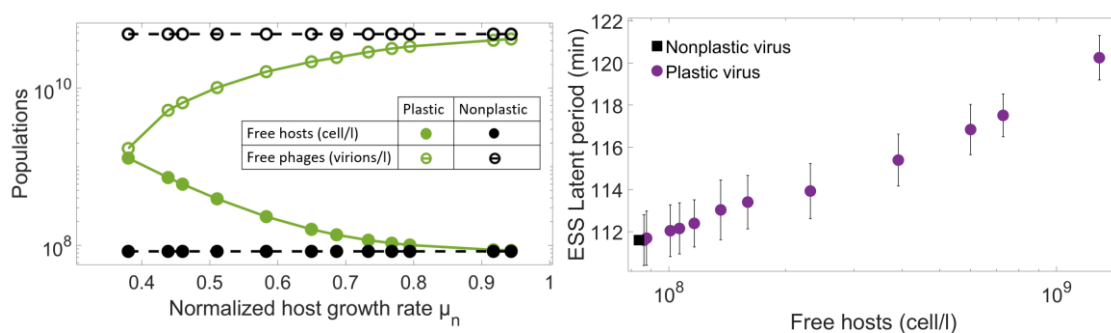 Populations
10^10
10^8
Plastic Nonplastic
Free hosts (cell/l)
Free phages (virions/l)
0.4 0.5 0.6 0.7 0.8 0.9 1
Normalized host growth rate μ_n
ESS Latent period (min)
122
120
118
116
114
112
Nonplastic virus
Plastic virus
10^8 10^9
Free hosts (cell/l)